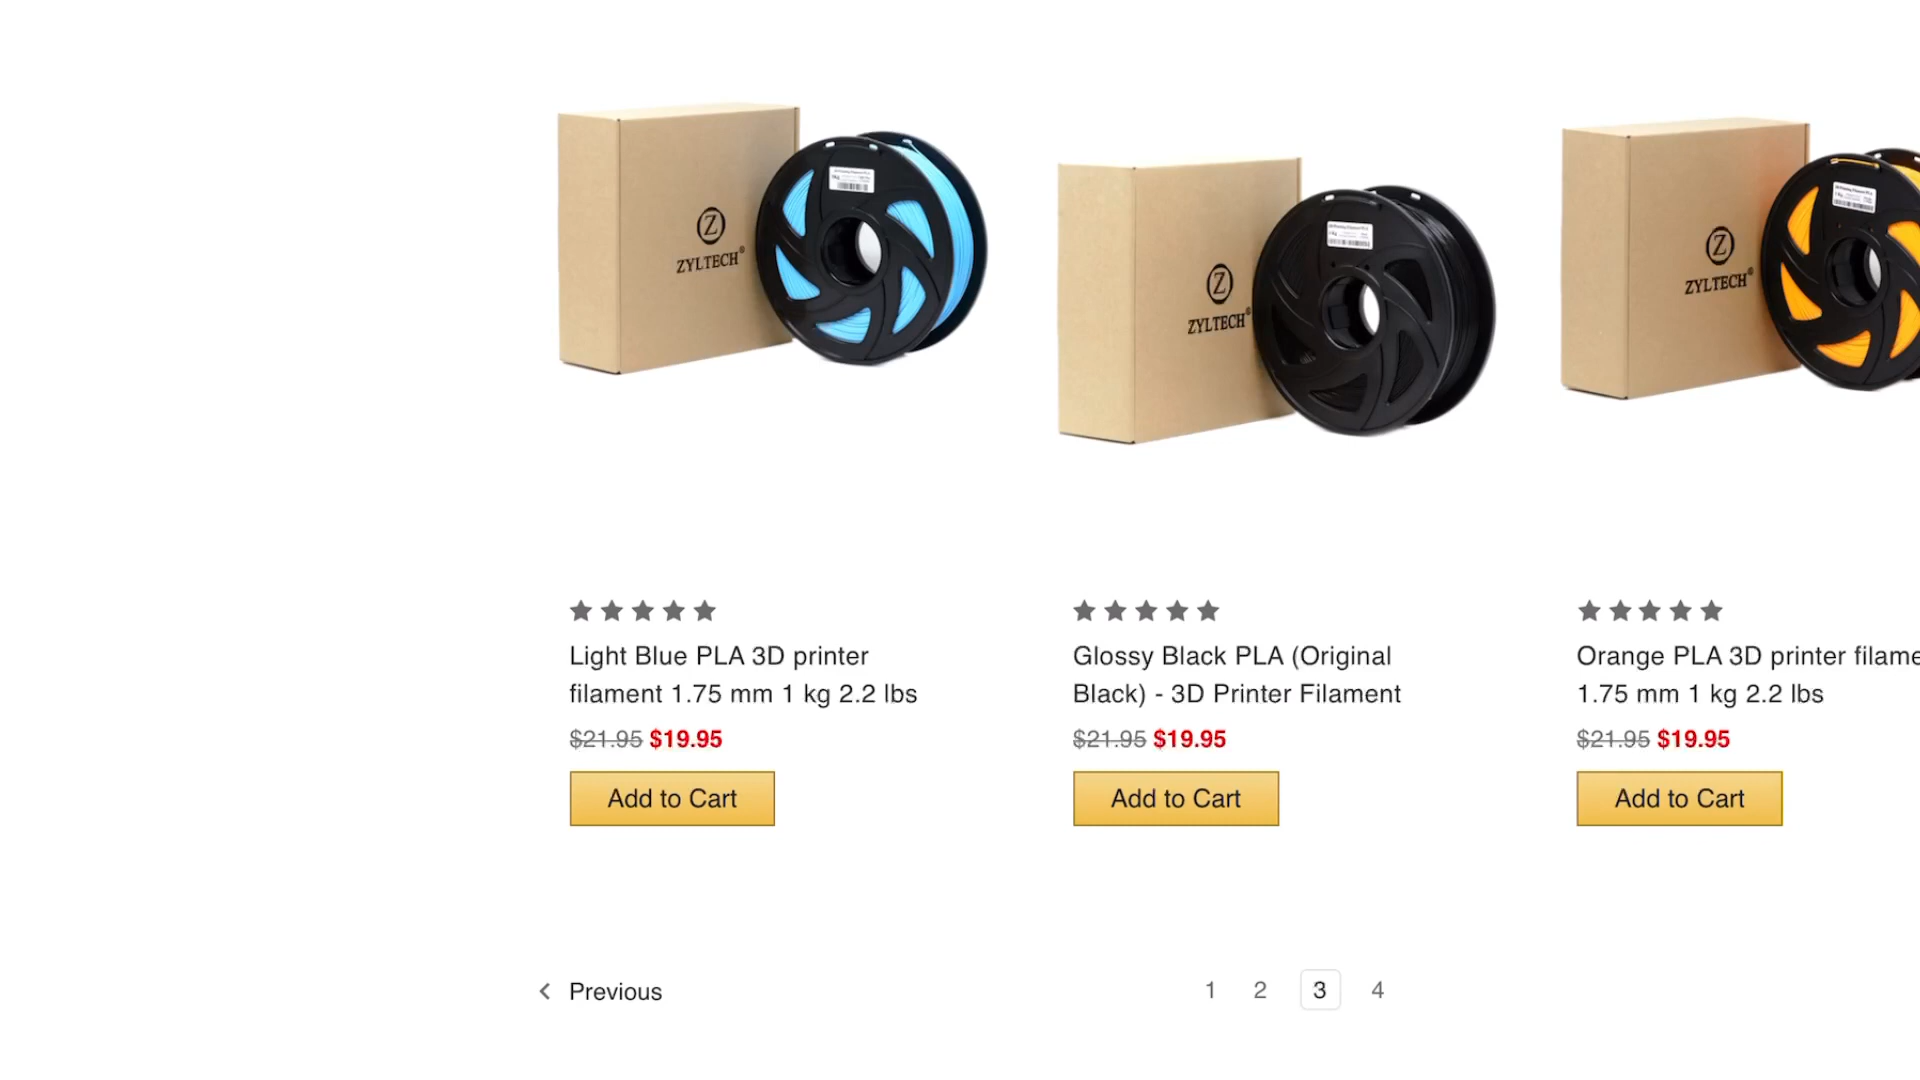 Z
ZYLTECH®
Z
ZYLTECH®
Z
ZYLTECH®
Light Blue PLA 3D printer
filament 1.75 mm 1 kg 2.2 lbs
$21.95 $19.95
Add to Cart
Glossy Black PLA (Original
Black) - 3D Printer Filament
$21.95 $19.95
Add to Cart
Orange PLA 3D printer filame
1.75 mm 1 kg 2.2 lbs
$21.95 $19.95
Add to Cart
Previous
1 2 3 4